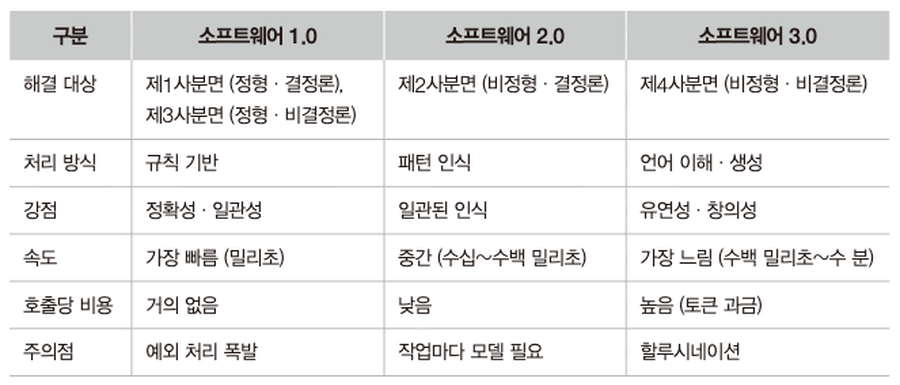 구분 소프트웨어 1.0 소프트웨어 2.0 소프트웨어 3.0
해결 대상 제1사분면 (정형 · 결정론), 제2사분면 (비정형 · 결정론) 제4사분면 (비정형 · 비결정론)
제3사분면 (정형 · 비결정론)
처리 방식 규칙 기반 패턴 인식 언어 이해 · 생성
강점 정확성 · 일관성 일관된 인식 유연성 · 창의성
속도 가장 빠름 (밀리초) 중간 (수십~수백 밀리초) 가장 느림 (수백 밀리초~수 분)
호출당 비용 거의 없음 낮음 높음 (토큰 과금)
주의점 예외 처리 폭발 작업마다 모델 필요 할루시네이션